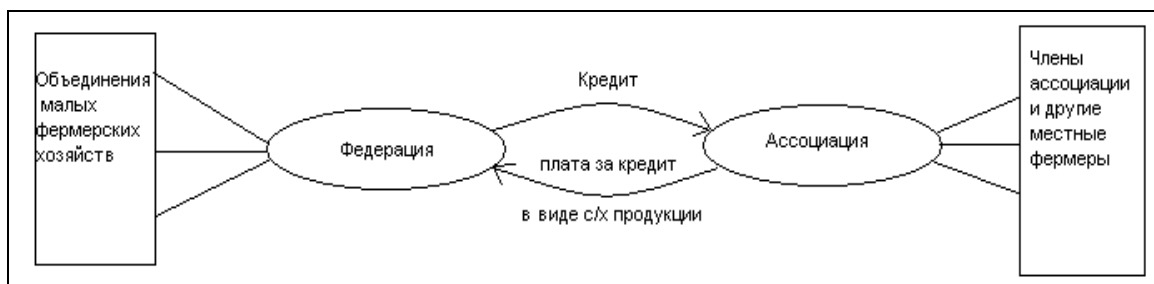 Объединения
малых
фермерских
хозяйств
Федерация
Кредит
плата за кредит
в виде с/х продукции
Ассоциация
Члены
ассоциации
и другие
местные
фермеры